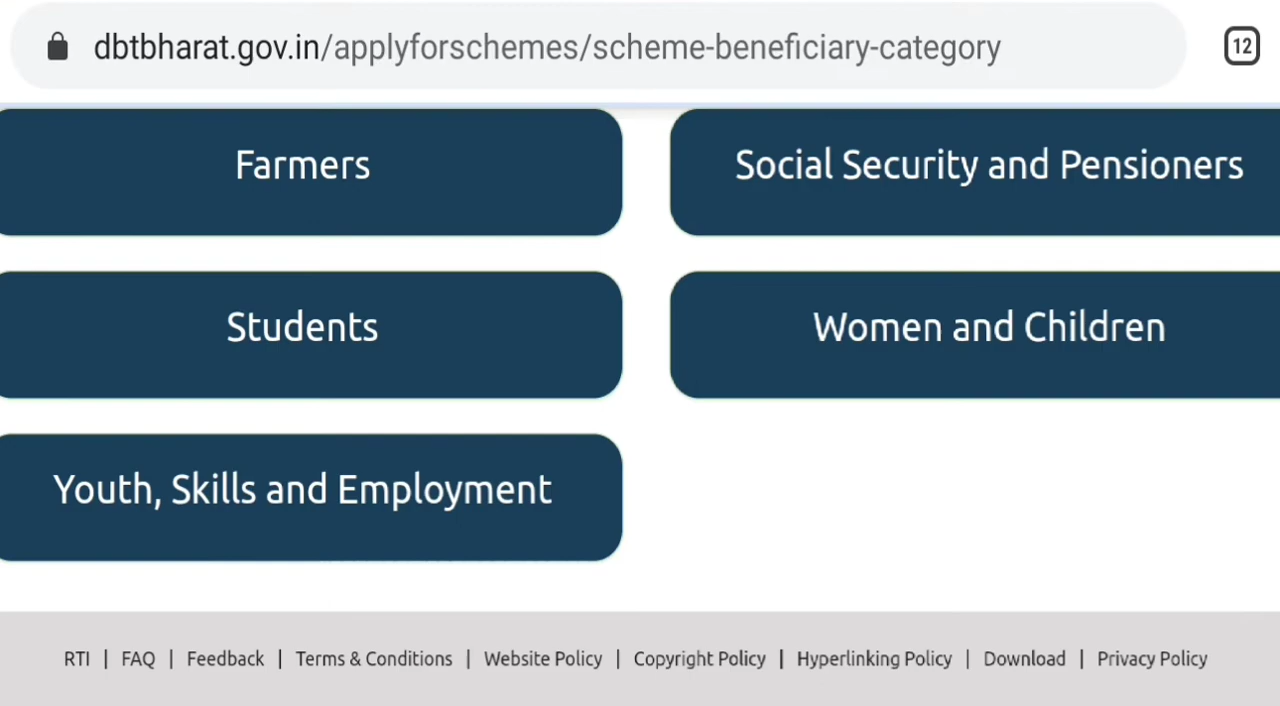 dbtbharat.gov.in/applyforschemes/scheme-beneficiary-category
12
Farmers
Social Security and Pensioners
Students
Women and Children
Youth, Skills and Employment
RTI | FAQ | Feedback | Terms & Conditions | Website Policy | Copyright Policy | Hyperlinking Policy | Download | Privacy Policy